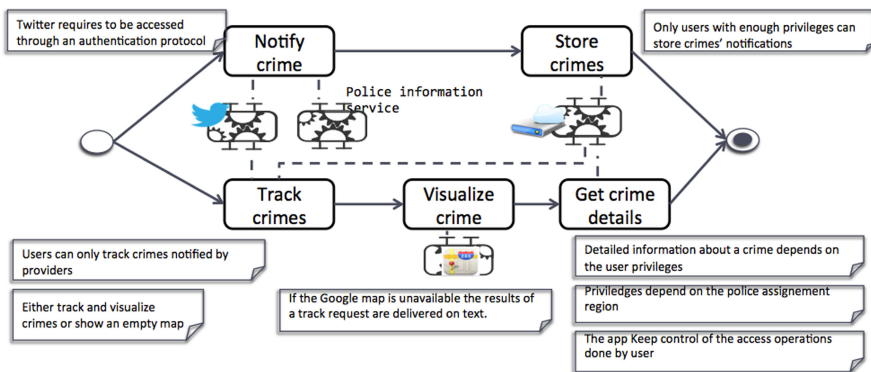 Twitter requires to be accessed
through an authentication protocol
Notify
crime
Store
crimes
Only users with enough privileges can
store crimes’ notifications
Police information
service
Track
crimes
Visualize
crime
Get crime
details
Users can only track crimes notified by
providers
Either track and visualize
crimes or show an empty map
If the Google map is unavailable the results of
a track request are delivered on text.
Detailed information about a crime depends on
the user privileges
Priviledges depend on the police assignement
region
The app Keep control of the access operations
done by user